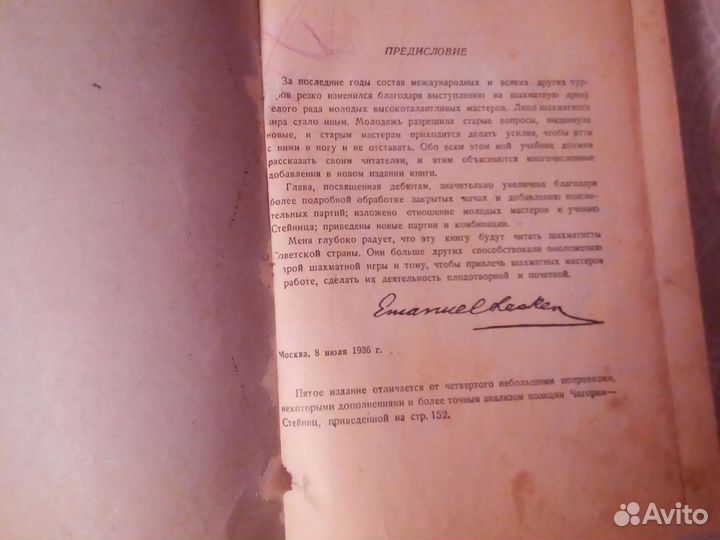 ПРЕДИСЛОВИЕ
За последние годы состав международных и всяких других тур-
ров резко изменился благодаря выступлению на шахматную арену
елого ряда молодых высокоталантливых мастеров. Лицо шахматного
ира стало иным. Молодежь разрешила старые вопросы, выдвинула
новые, и старым мастерам приходится делать усилия, чтобы итти
с ними в ногу и не отставать. Обо всем этом мой учебник должен
рассказать своим читателям, и этим объясняются многочисленные
добавления в новом издании книги.
Глава, посвященная дебютам, значительно увеличена благодаря
более подробной обработке закрытых начал и добавлению поясни-
тельных партий; изложено отношение молодых мастеров к учению
Стейница; приведены новые партии и комбинации.
Меня глубоко радует, что эту книгу будут читать шахматисты
Советской страны. Они больше других способствовали омоложению
арой шахматной игры и тому, чтобы привлечь шахматных мастеров
работе, сделать их деятельность плодотворной и почетной.
Emanuel Lasker
Москва, 8 июля 1936 г.
Пятое издание отличается от четвертого небольшими поправками,
некоторыми дополнениями и более точным анализом позиции Чигорин—
Стейниц, приведенной на стр. 152.
Avito